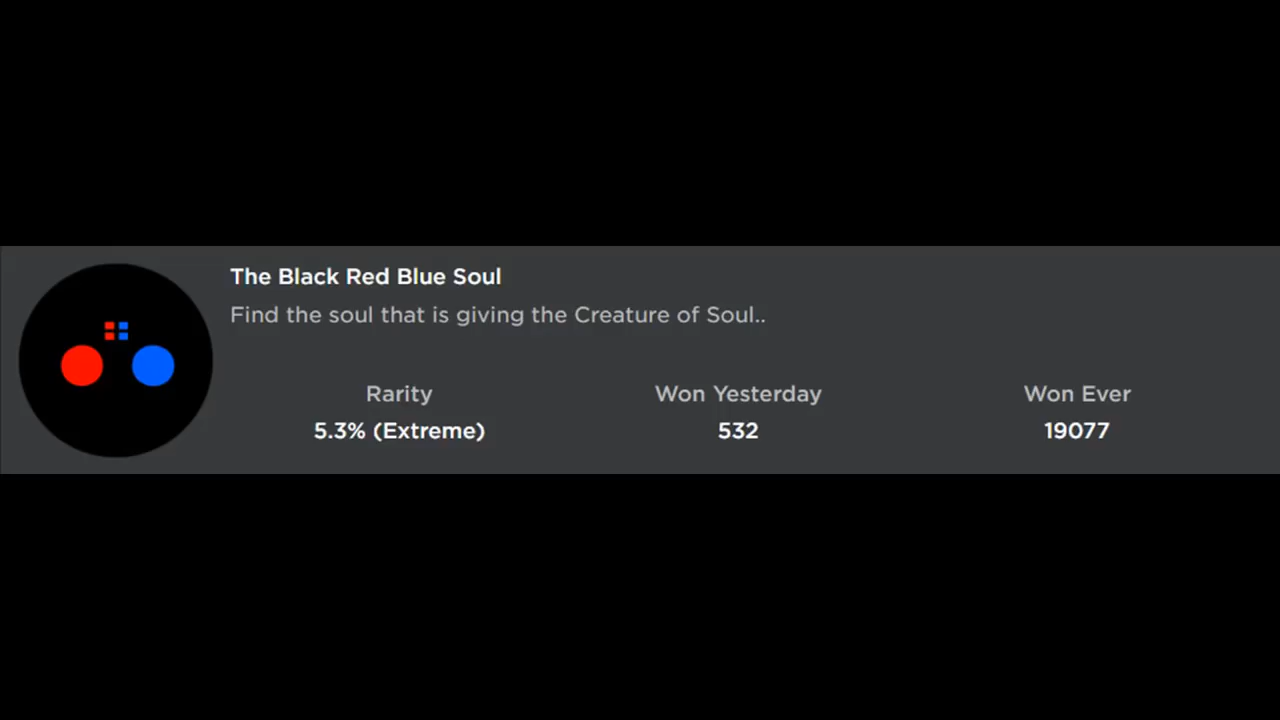 The Black Red Blue Soul
Find the soul that is giving the Creature of Soul..
Rarity Won Yesterday Won Ever
5.3% (Extreme) 532 19077